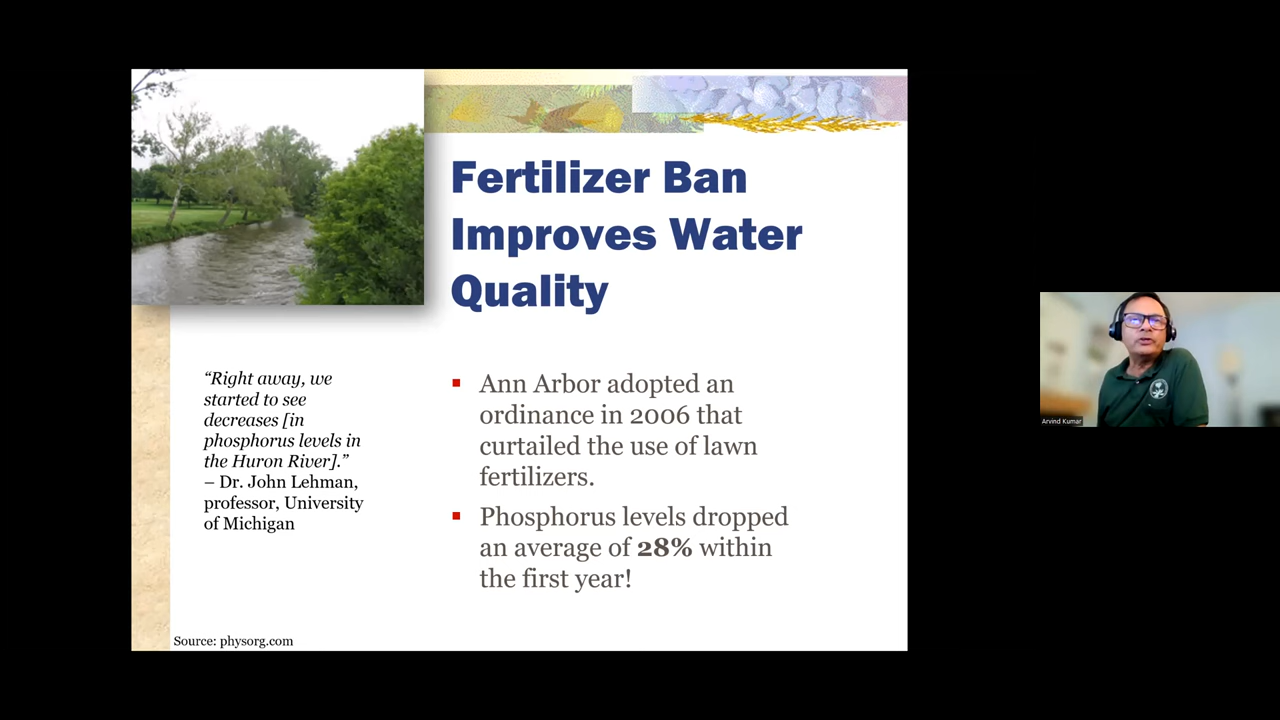 Fertilizer Ban
Improves Water
Quality
“Right away, we
started to see
decreases [in
phosphorus levels in
the Huron River].”
– Dr. John Lehman,
professor, University
of Michigan
▪ Ann Arbor adopted an
ordinance in 2006 that
curtailed the use of lawn
fertilizers.
▪ Phosphorus levels dropped
an average of 28% within
the first year!
Source: physorg.com
Arvind Kumar